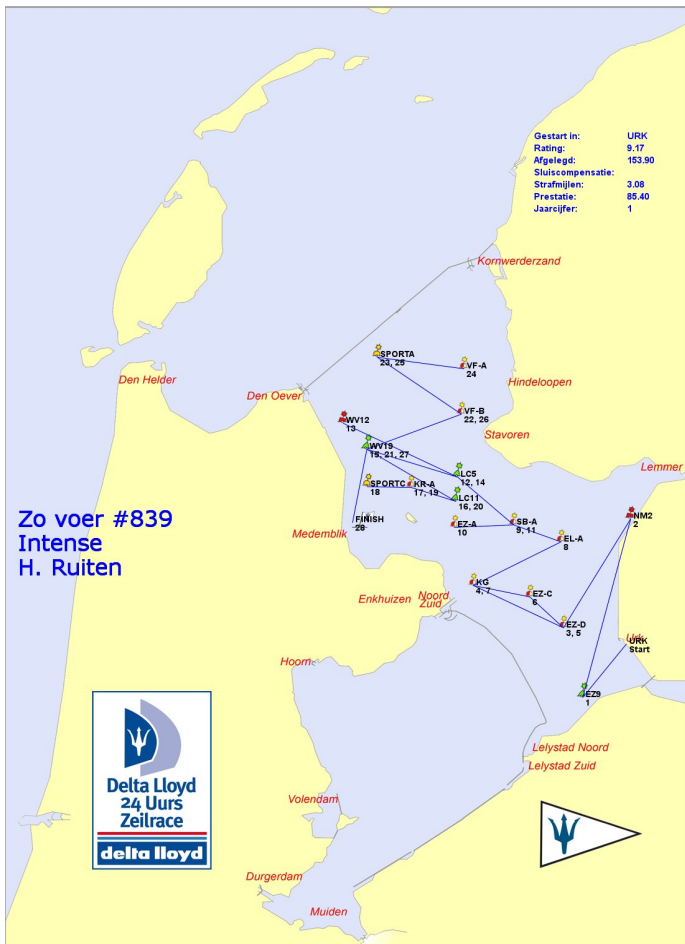 Gestart in: URK
Rating: 9.17
Afgelegd: 153.90
Sluiscompensatie:
Strafmijlen: 3.08
Prestatie: 85.40
Jaarcijfer: 1
Kornwerderzand
SPORTA
23, 25
VF-A
24
Den Helder
Hindeloopen
Den Oever
VF-B
22, 26
WV12
13
Stavoren
WV19
15, 21, 27
Lemmer
LC5
12, 14
SPORTC
18
KR-A
17, 19
LC11
16, 20
Zo voer #839
Intense
H. Ruiten
FINISH
28
Medemblik
EZ-A
10
SB-A
9, 11
NM2
2
EL-A
8
KG
4, 7
EZ-C
6
Enkhuizen
Noord
Zuid
EZ-D
3, 5
Urk
URK
Start
Hoorn
EZ9
1
Lelystad Noord
Lelystad Zuid
Delta Lloyd
24 Uurs
Zeilrace
delta lloyd
Volendam
Durgerdam
Muiden